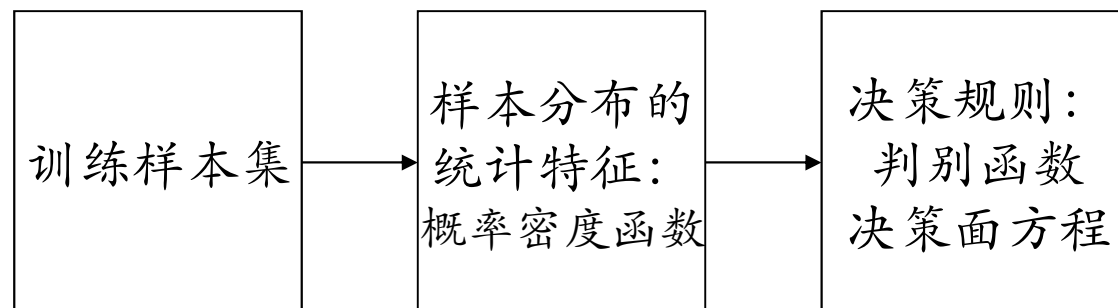 训练样本集
样本分布的
统计特征：
概率密度函数
决策规则：
判别函数
决策面方程